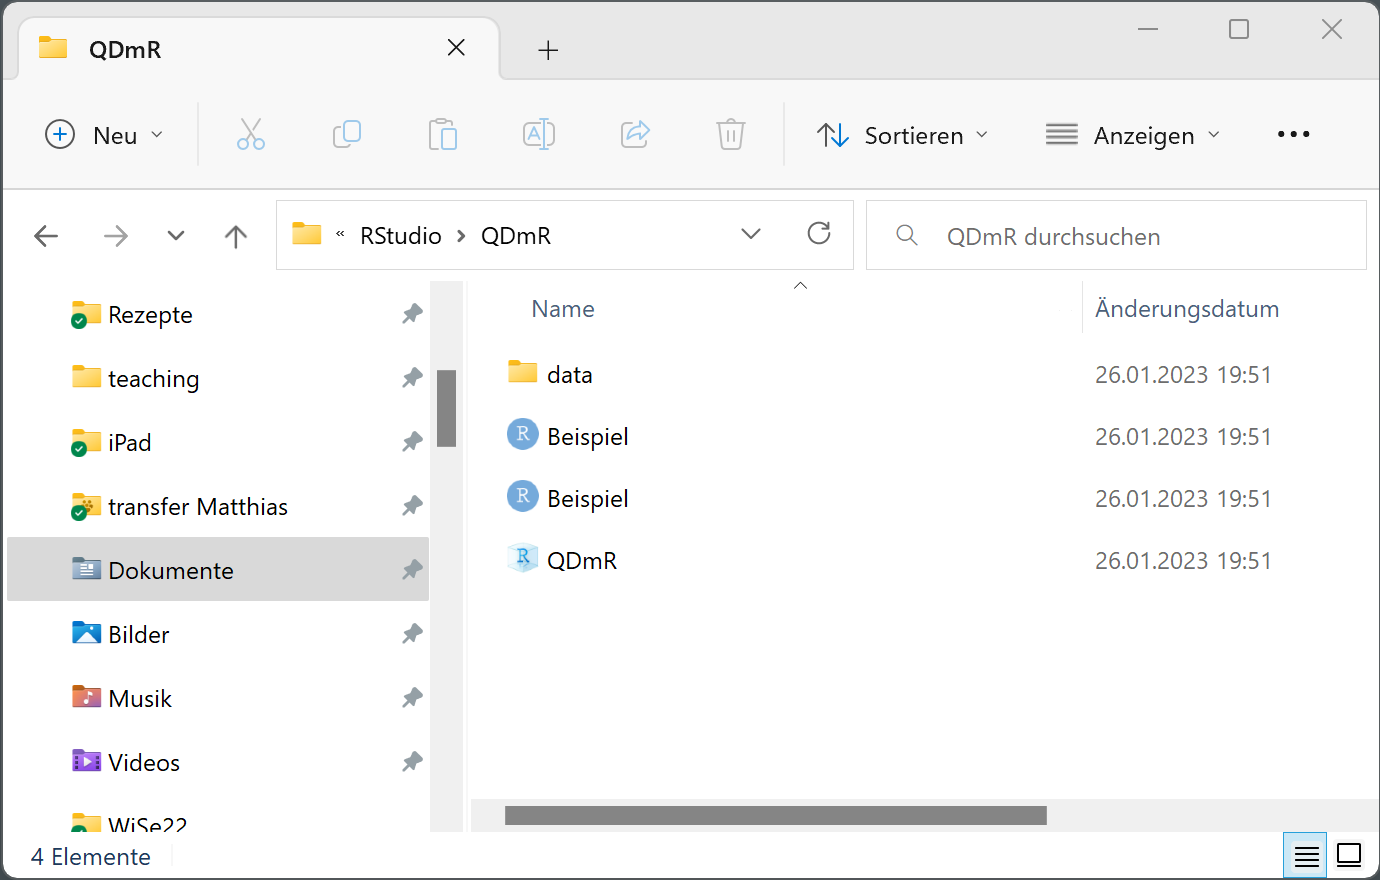 QDmR
Neu
Sortieren
Anzeigen
« RStudio > QDmR
QDmR durchsuchen
Rezepte
teaching
iPad
transfer Matthias
Dokumente
Bilder
Musik
Videos
WiSe22
Name Änderungsdatum
data 26.01.2023 19:51
Beispiel 26.01.2023 19:51
Beispiel 26.01.2023 19:51
QDmR 26.01.2023 19:51
4 Elemente